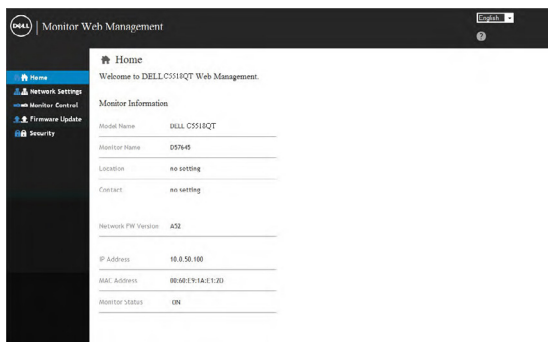 DELL Monitor Web Management
English
Home
Network Settings
Monitor Control
Firmware Update
Security
Home
Welcome to DELL C5518QT Web Management.
Monitor Information
Model Name DELL C5518QT
Monitor Name D57645
Location no setting
Contact no setting
Network FW Version A52
IP Address 10.0.50.100
MAC Address 00:60:E9:1A:E1:2D
Monitor Status ON